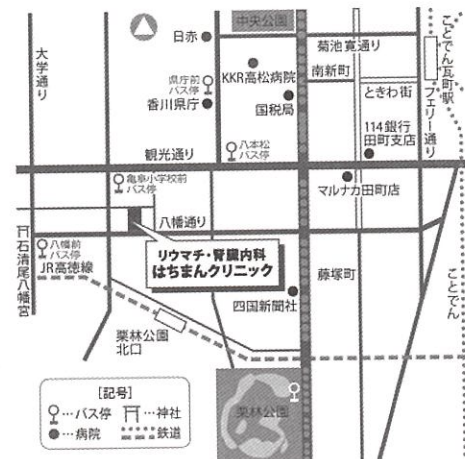 中央公園
日赤
大学通り
菊池寛通り
ことでん瓦町駅
KKR高松病院
南新町
県庁前
バス停
香川県庁
国税局
ときわ街
フェリー通り
114銀行
田町支店
八本松
バス停
観光通り
亀阜小学校前
バス停
マルナカ田町店
八幡通り
石清尾八幡宮
八幡前
バス停
JR高徳線
リウマチ・腎臓内科
はちまんクリニック
藤塚町
ことでん
四国新聞社
栗林公園
北口
栗林公園
[記号]
…バス停
…神社
…病院
…鉄道